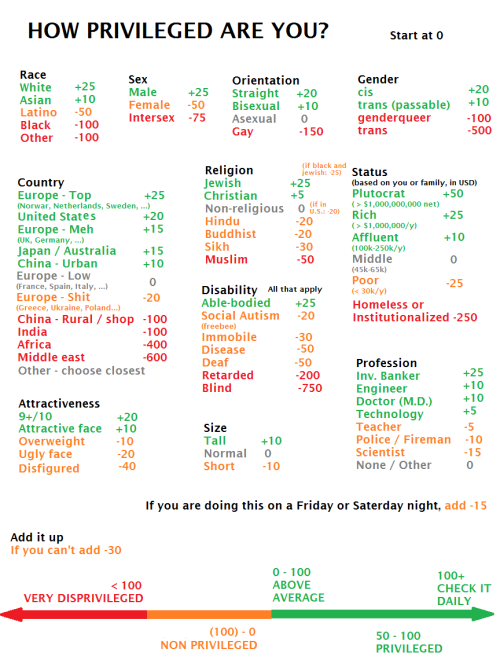 HOW PRIVILEGED ARE YOU?
Start at 0
Race
White +25
Asian +10
Latino -50
Black -100
Other -100
Sex
Male +25
Female -50
Intersex -75
Orientation
Straight +20
Bisexual +10
Asexual 0
Gay -150
Gender
cis +20
trans (passable) +10
genderqueer -100
trans -500
Country
Europe - Top +25
(Norwar, Netherlands, Sweden, ...)
United States +20
Europe - Meh +15
(UK, Germany, ...)
Japan / Australia +15
China - Urban +10
Europe - Low 0
(France, Spain, Italy, ...)
Europe - Shit -20
(Greece, Ukraine, Poland...)
China - Rural / shop -100
India -100
Africa -400
Middle east -600
Other - choose closest
Religion
(if black and jewish: -25)
Jewish +25
Christian +5
Non-religious 0 (if in U.S.: -20)
Hindu -20
Buddhist -20
Sikh -30
Muslim -50
Status
(based on you or family, in USD)
Plutocrat +50
( > $1,000,000,000 net)
Rich +25
( > $1,000,000/y)
Affluent +10
(100k-250k/y)
Middle 0
(45k-65k)
Poor -25
(< 30k/y)
Homeless or
Institutionalized -250
Disability All that apply
Able-bodied +25
Social Autism -20
(freebee)
Immobile -30
Disease -50
Deaf -50
Retarded -200
Blind -750
Profession
Inv. Banker +25
Engineer +10
Doctor (M.D.) +10
Technology +5
Teacher -5
Police / Fireman -10
Scientist -15
None / Other 0
Attractiveness
9+/10 +20
Attractive face +10
Overweight -10
Ugly face -20
Disfigured -40
Size
Tall +10
Normal 0
Short -10
If you are doing this on a Friday or Saterday night, add -15
Add it up
If you can't add -30
< 100
VERY DISPRIVILEGED
(100) - 0
NON PRIVILEGED
0 - 100
ABOVE
AVERAGE
50 - 100
PRIVILEGED
100+
CHECK IT
DAILY